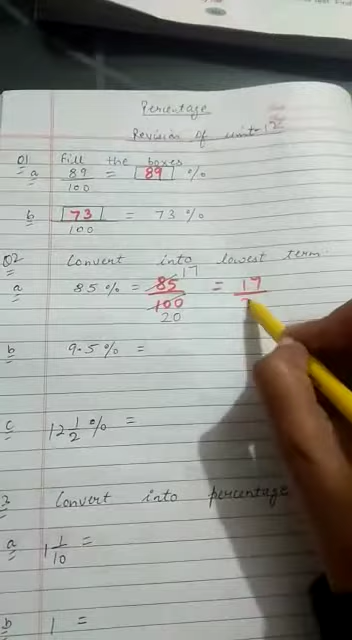 Percentage
Revision of unit-12
Q1 Fill the boxes
a 89/100 = 89 %
b 73/100 = 73 %
Q2 Convert into lowest term.
a 85% = 85/100 17 20 = 17/
b 9.5% =
c 12 1/2 % =
3 Convert into percentage
a 1 1/10 =
b 1 =